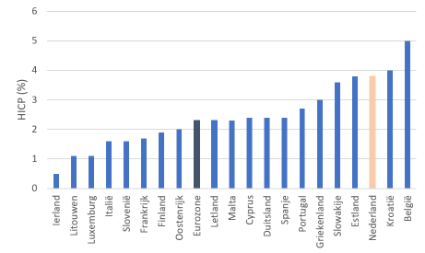 6
5
4
3
2
1
0
HICP (%)
Ierland
Litouwen
Luxemburg
Italië
Slovenië
Frankrijk
Finland
Oostenrijk
Eurozone
Letland
Malta
Cyprus
Duitsland
Spanje
Portugal
Griekenland
Slowakije
Estland
Nederland
Kroatië
België